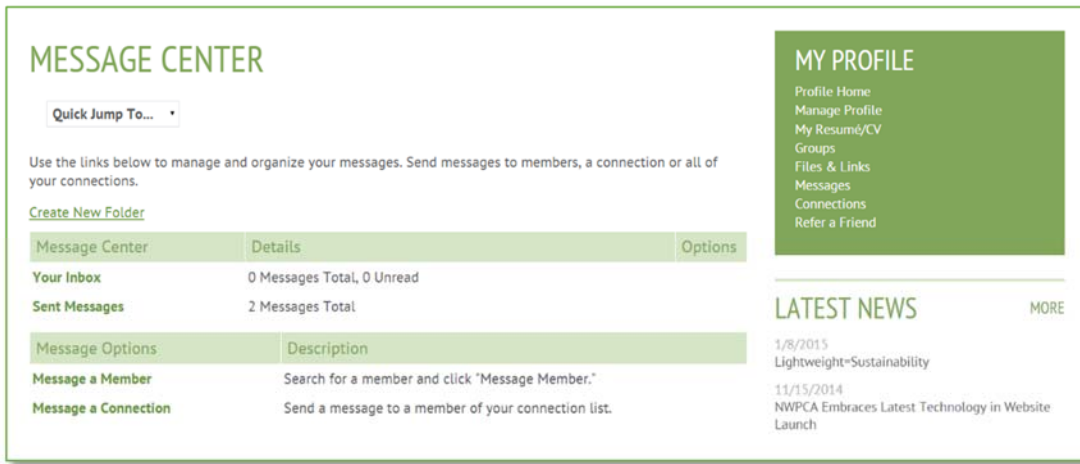 MESSAGE CENTER
Quick Jump To...
Use the links below to manage and organize your messages. Send messages to members, a connection or all of
your connections.
Create New Folder
Message Center Details Options
Your Inbox 0 Messages Total, 0 Unread
Sent Messages 2 Messages Total
Message Options Description
Message a Member Search for a member and click "Message Member."
Message a Connection Send a message to a member of your connection list.
MY PROFILE
Profile Home
Manage Profile
My Resumé/CV
Groups
Files & Links
Messages
Connections
Refer a Friend
LATEST NEWS MORE
1/8/2015
Lightweight=Sustainability
11/15/2014
NWPCA Embraces Latest Technology in Website
Launch